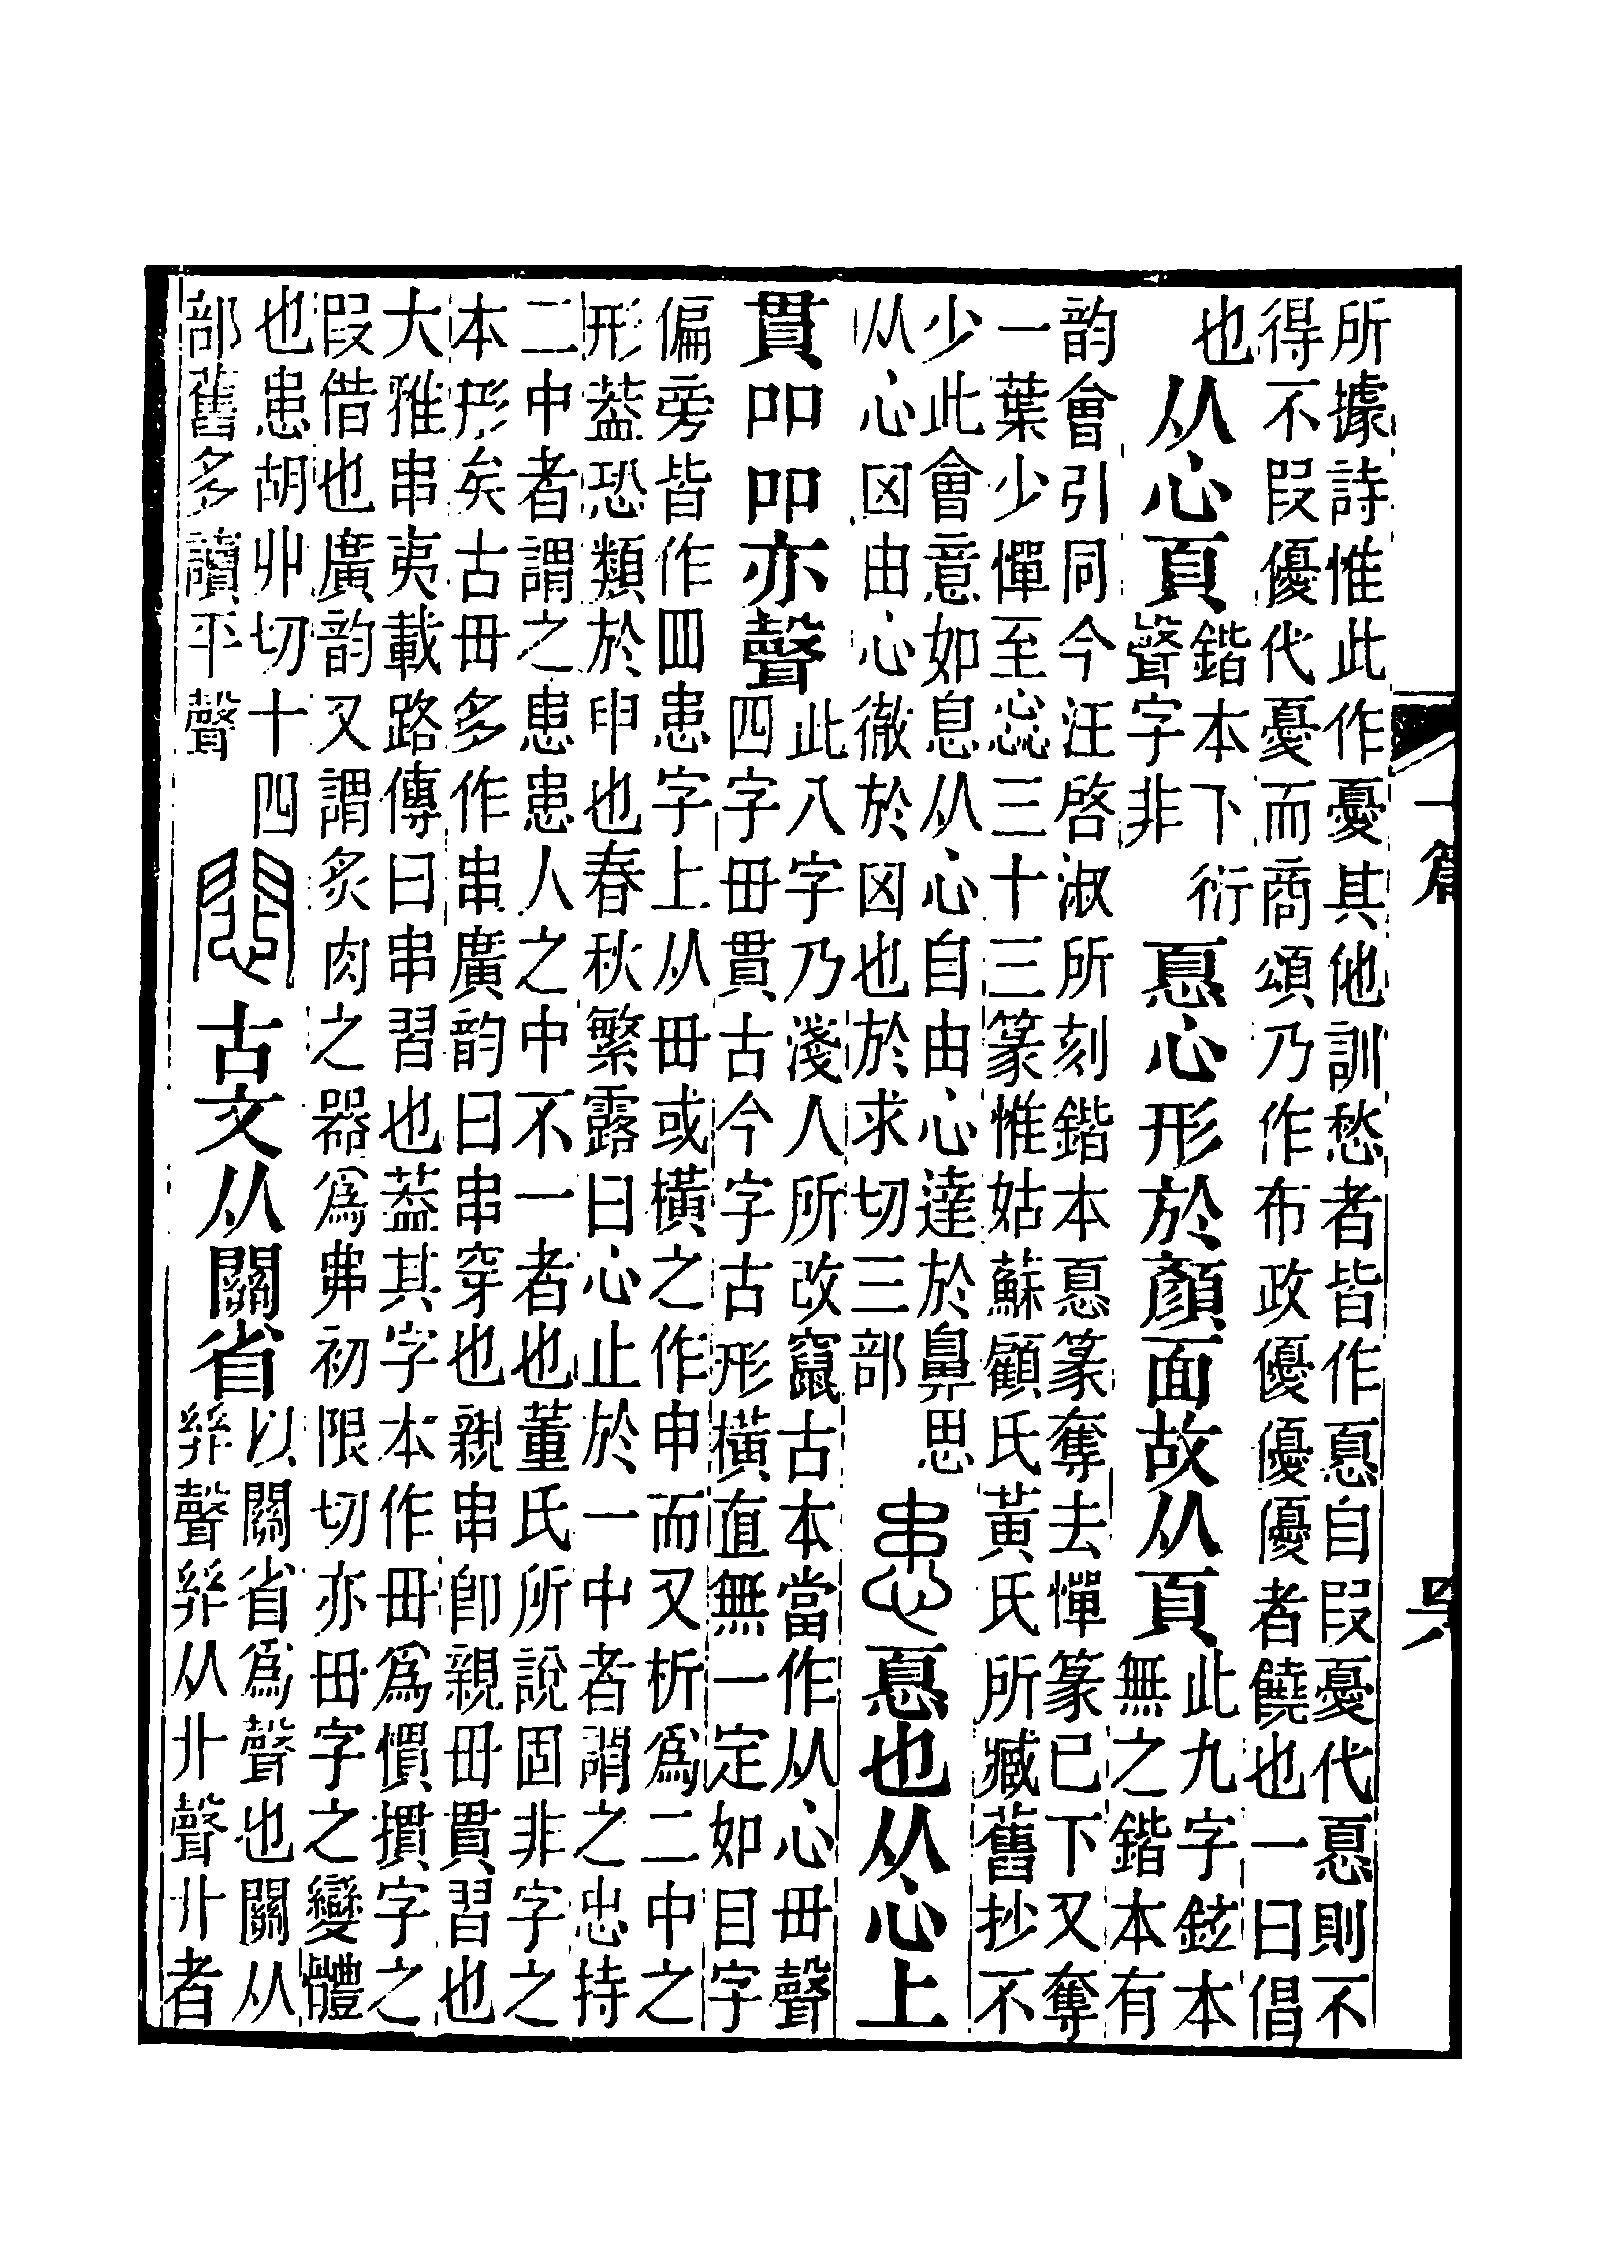 所據詩惟此作憂其他訓愁者皆作惪自叚憂代惪則不
得不叚優代憂而商頌乃作布政優優優者饒也一曰倡
也从心頁鍇本下衍聲字非惪心形於顏面故从頁此九字鉉本無之鍇本有
韵會引同今汪啓淑所刻鍇本惪篆奪去憚篆已下又奪
一葉少憚至惢三十三篆惟姑蘇顧氏黃氏所臧舊抄不
少此會意如息从心自由心達於鼻思
从心囟由心徹於囟也於求切三部患惪也从心上
貫吅吅亦聲此八字乃淺人所改竄古本當作从心毌聲
四字毌貫古今字古形橫直無一定如目字
偏旁皆作罒患字上从毌或橫之作申而又析爲二中之
形葢恐類於申也春秋繁露曰心止於一中者謂之忠持
二中者謂之患患人之中不一者也董氏所說固非字之
本形矣古毌多作串廣韵曰串穿也親串卽親毌貫習也
大雅串夷載路傳曰串習也葢其字本作毌爲慣摜字之
叚借也廣韵又謂炙肉之器爲弗初限切亦毌字之變體
也患胡丱切十四部舊多讀平聲古文从關省以關省爲聲也關从
𢇇聲𢇇从卝聲卝者